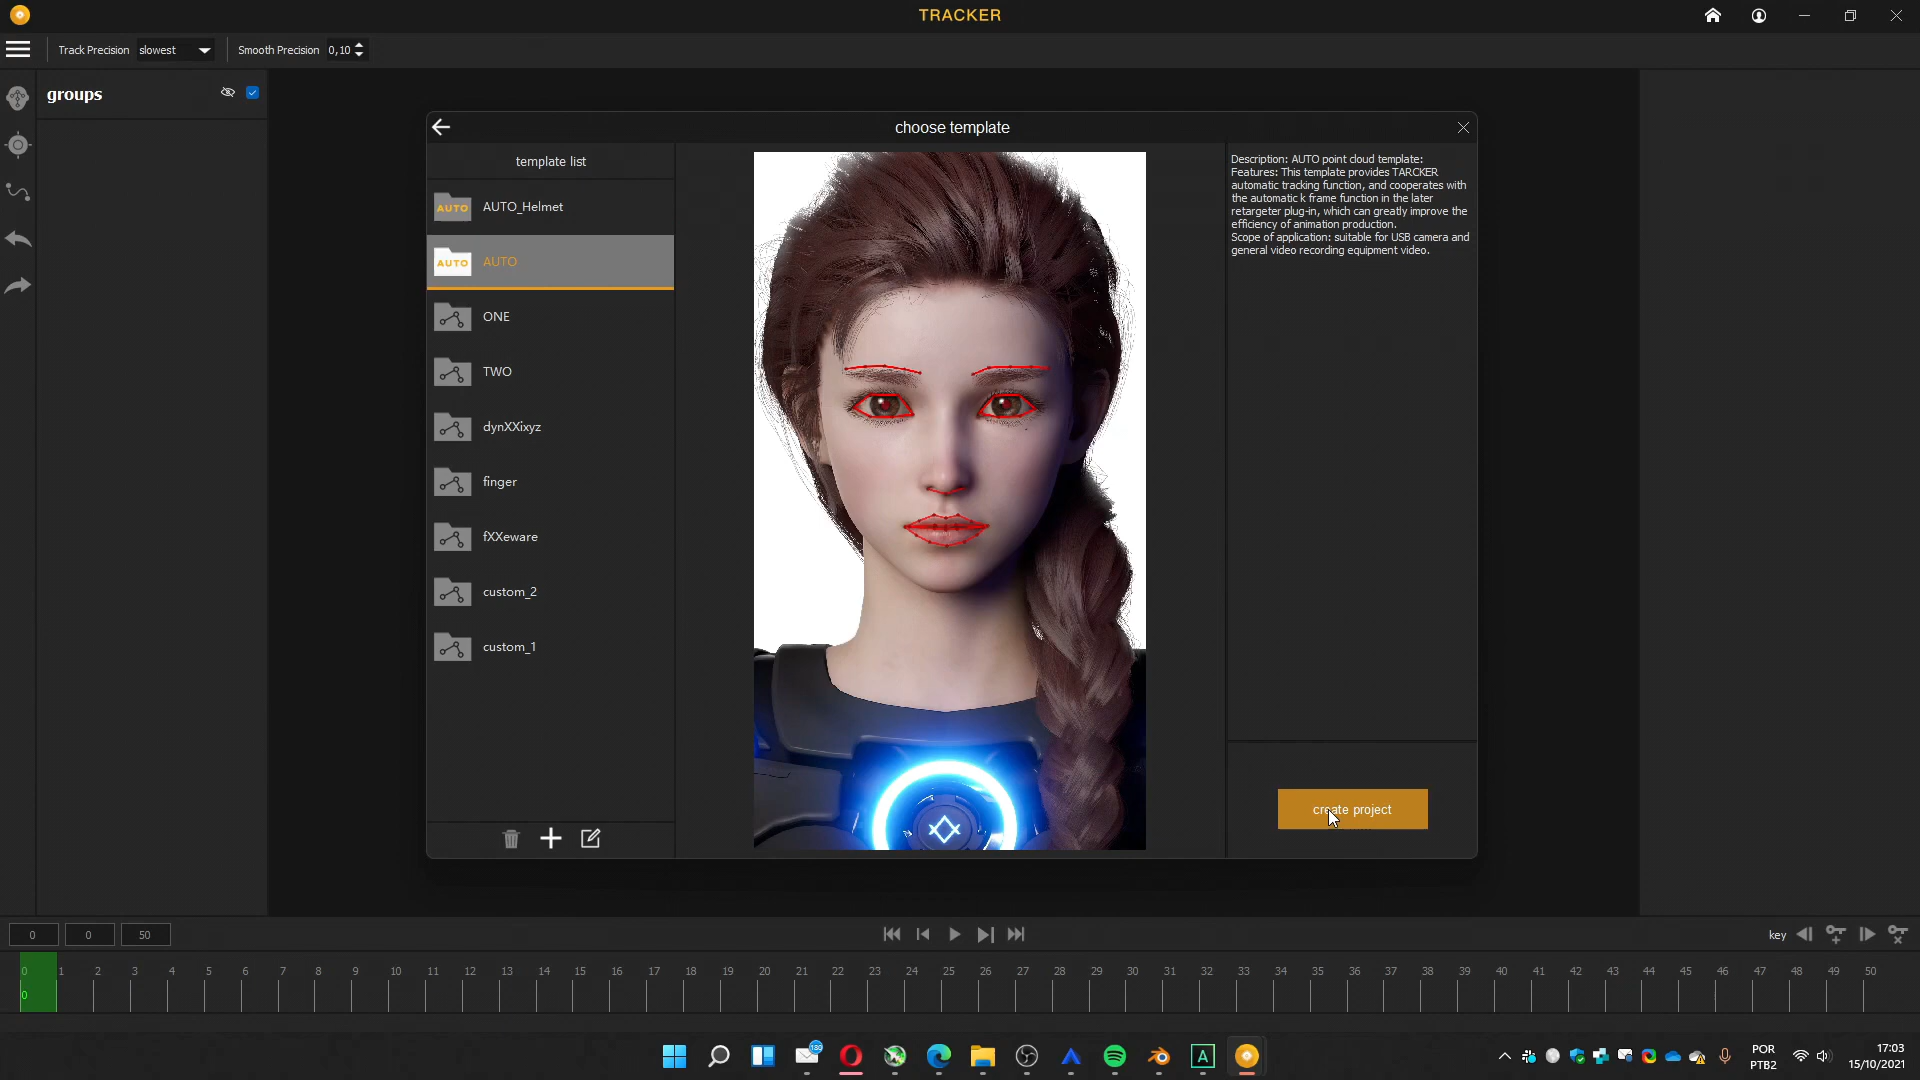 TRACKER
Track Precision slowest Smooth Precision 0,10
groups
choose template
template list
AUTO AUTO_Helmet
AUTO AUTO
ONE
TWO
dynXXixyz
finger
fXXeware
custom_2
custom_1
Description: AUTO point cloud template:
Features: This template provides TARCKER
automatic tracking function, and cooperates with
the automatic k frame function in the later
retargeter plug-in, which can greatly improve the
efficiency of animation production.
Scope of application: suitable for USB camera and
general video recording equipment video.
create project
0 0 50
key
0 1 2 3 4 5 6 7 8 9 10 11 12 13 14 15 16 17 18 19 20 21 22 23 24 25 26 27 28 29 30 31 32 33 34 35 36 37 38 39 40 41 42 43 44 45 46 47 48 49 50
0
180
A
POR
PTB2
17:03
15/10/2021